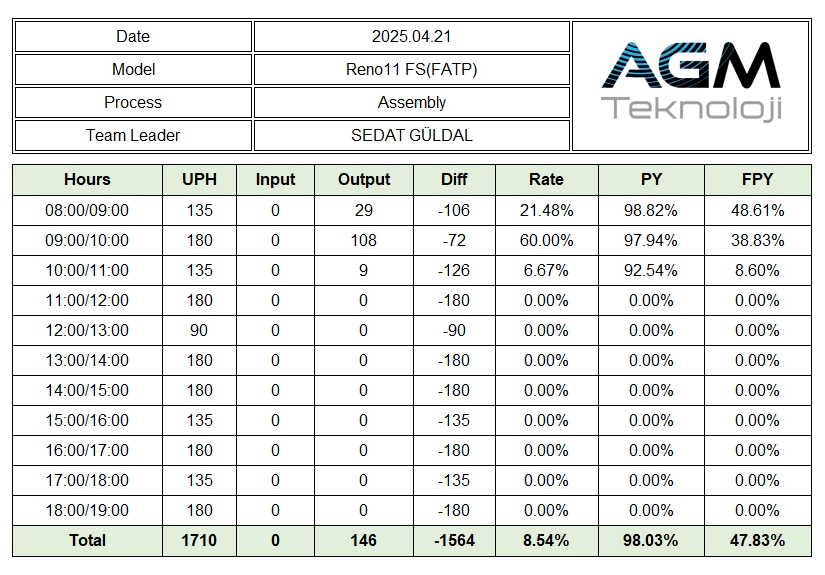 Date 2025.04.21
Model Reno11 FS(FATP)
Process Assembly
Team Leader SEDAT GÜLDAL
AGM
Teknoloji
Hours UPH Input Output Diff Rate PY FPY
08:00/09:00 135 0 29 -106 21.48% 98.82% 48.61%
09:00/10:00 180 0 108 -72 60.00% 97.94% 38.83%
10:00/11:00 135 0 9 -126 6.67% 92.54% 8.60%
11:00/12:00 180 0 0 -180 0.00% 0.00% 0.00%
12:00/13:00 90 0 0 -90 0.00% 0.00% 0.00%
13:00/14:00 180 0 0 -180 0.00% 0.00% 0.00%
14:00/15:00 180 0 0 -180 0.00% 0.00% 0.00%
15:00/16:00 135 0 0 -135 0.00% 0.00% 0.00%
16:00/17:00 180 0 0 -180 0.00% 0.00% 0.00%
17:00/18:00 135 0 0 -135 0.00% 0.00% 0.00%
18:00/19:00 180 0 0 -180 0.00% 0.00% 0.00%
Total 1710 0 146 -1564 8.54% 98.03% 47.83%